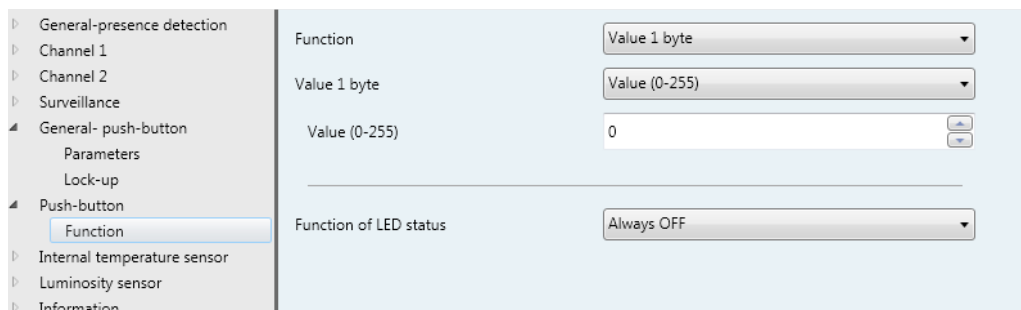 General-presence detection
Channel 1
Channel 2
Surveillance
General- push-button
Parameters
Lock-up
Push-button
Function
Internal temperature sensor
Luminosity sensor
Information
Function Value 1 byte
Value 1 byte Value (0-255)
Value (0-255) 0
Function of LED status Always OFF